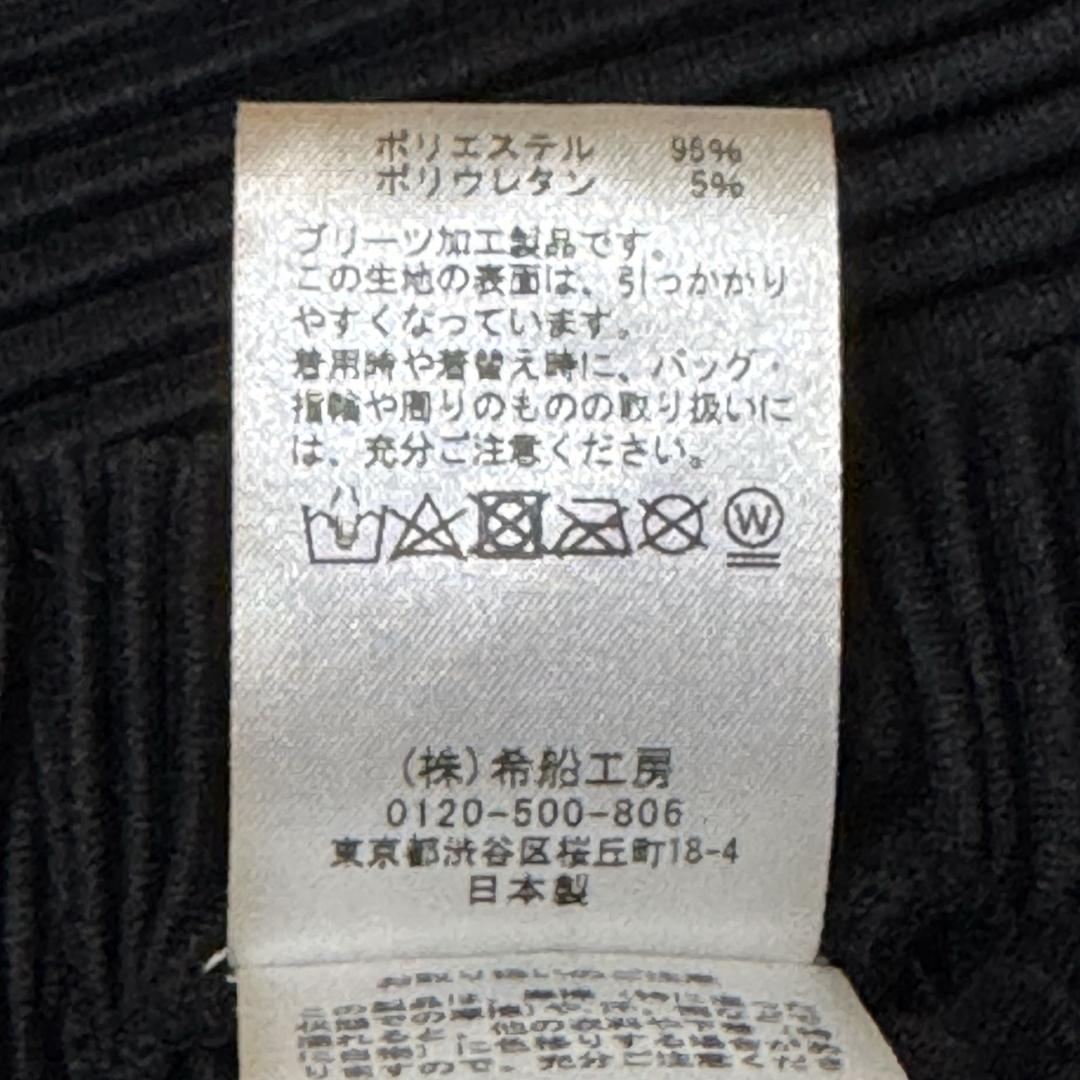 ポリエステル 95%
ポリウレタン 5%
プリーツ加工製品です。
この生地の表面は、引っかかり
やすくなっています。
着用時や着替え時に、バッグ・
指輪や周りのものの取り扱いに
は、充分ご注意ください。
W
(株)希船工房
0120-500-806
東京都渋谷区桜丘町18-4
日本製